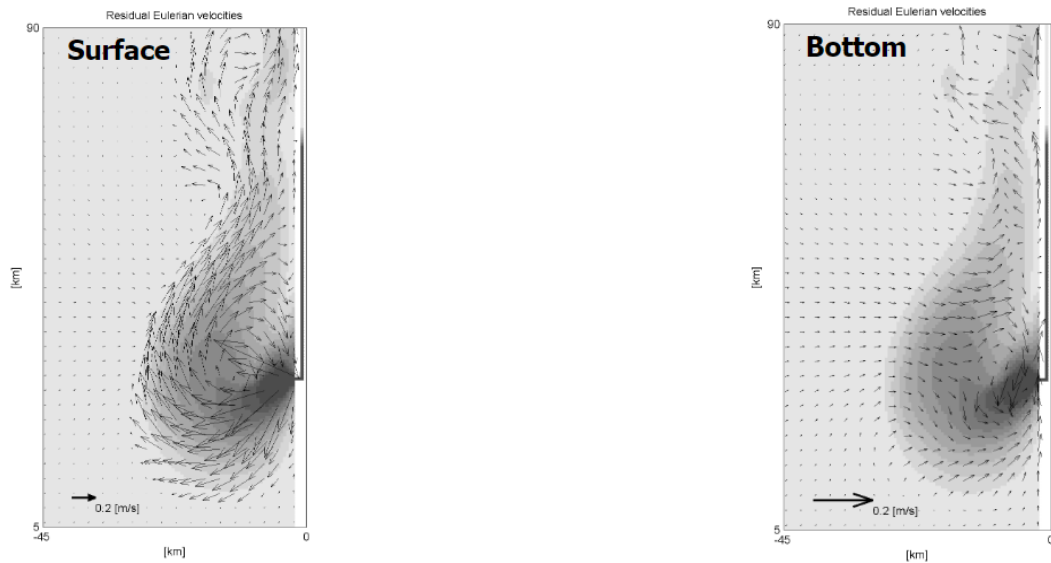 Residual Eulerian velocities
90
Surface
[km]
0.2 [m/s]
5
-45
0
[km]
Residual Eulerian velocities
90
Bottom
[km]
0.2 [m/s]
5
-45
0
[km]